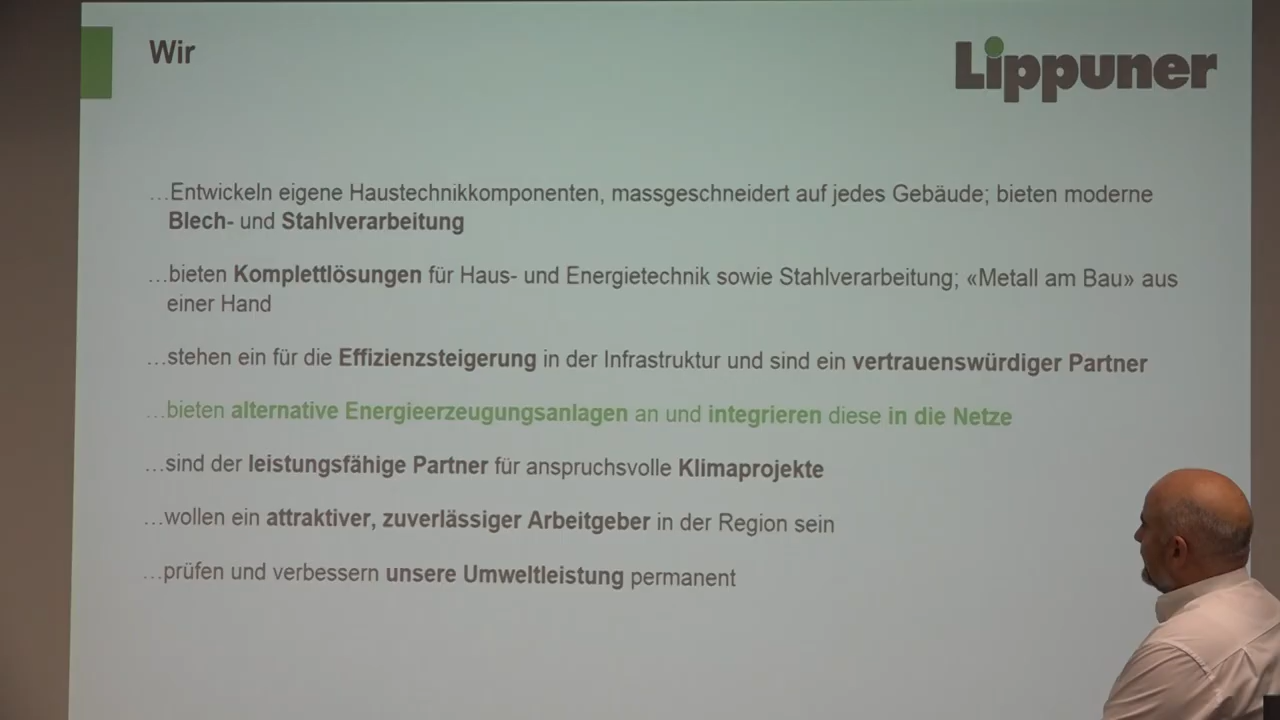 Wir
Lippuner
…Entwickeln eigene Haustechnikkomponenten, massgeschneidert auf jedes Gebäude; bieten moderne
Blech- und Stahlverarbeitung
…bieten Komplettlösungen für Haus- und Energietechnik sowie Stahlverarbeitung; «Metall am Bau» aus
einer Hand
…stehen ein für die Effizienzsteigerung in der Infrastruktur und sind ein vertrauenswürdiger Partner
…bieten alternative Energieerzeugungsanlagen an und integrieren diese in die Netze
…sind der leistungsfähige Partner für anspruchsvolle Klimaprojekte
…wollen ein attraktiver, zuverlässiger Arbeitgeber in der Region sein
…prüfen und verbessern unsere Umweltleistung permanent